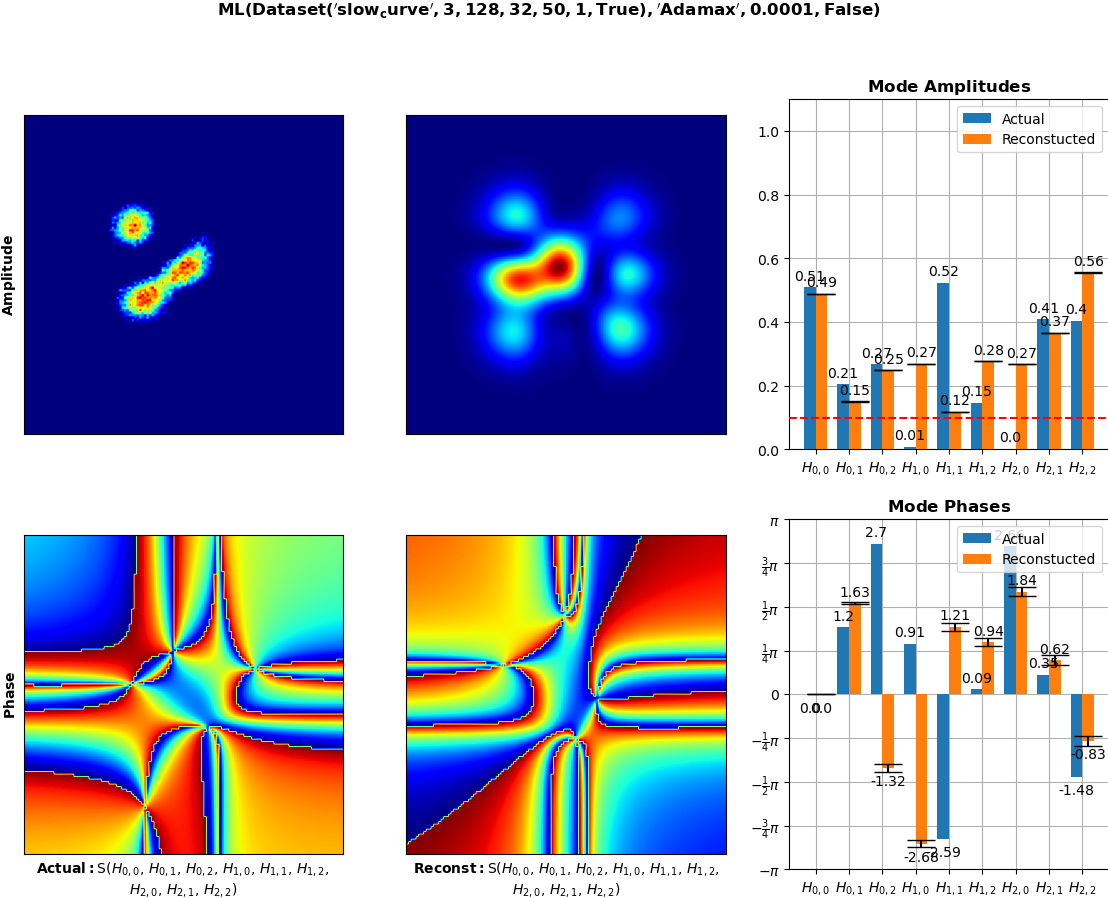 ML(Dataset('slow_curve', 3, 128, 32, 50, 1, True), 'Adamax', 0.0001, False)
Amplitude
Mode Amplitudes
Actual
Reconstucted
1.0
0.8
0.6
0.4
0.2
0.0
0.51 0.49
0.21 0.15
0.27 0.25
0.01 0.27
0.52 0.12
0.15 0.28
0.0 0.27
0.41 0.37
0.4 0.56
H0,0 H0,1 H0,2 H1,0 H1,1 H1,2 H2,0 H2,1 H2,2
Phase
Mode Phases
Actual
Reconstucted
π
3/4π
1/2π
1/4π
0
−1/4π
−1/2π
−3/4π
−π
0.0 0.0
1.2 1.63
2.7 -1.32
0.91 -2.68
-2.59 1.21
0.09 0.94
1.84
0.35 0.62
-1.48 -0.83
H0,0 H0,1 H0,2 H1,0 H1,1 H1,2 H2,0 H2,1 H2,2
Actual: S(H0,0, H0,1, H0,2, H1,0, H1,1, H1,2,
H2,0, H2,1, H2,2)
Reconst: S(H0,0, H0,1, H0,2, H1,0, H1,1, H1,2,
H2,0, H2,1, H2,2)